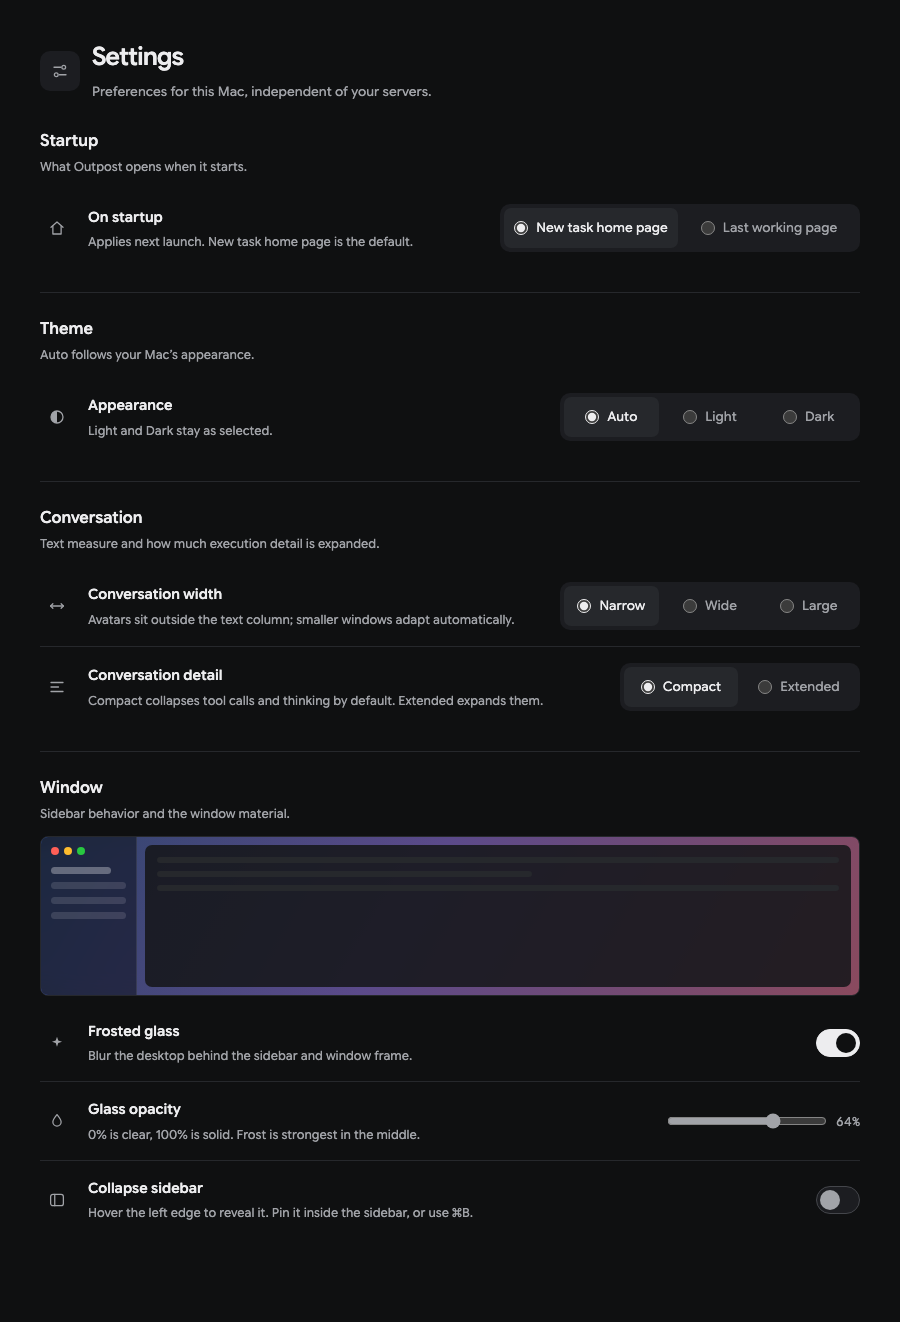 Settings
Preferences for this Mac, independent of your servers.
Startup
What Outpost opens when it starts.
On startup
Applies next launch. New task home page is the default.
New task home page
Last working page
Theme
Auto follows your Mac’s appearance.
Appearance
Light and Dark stay as selected.
Auto
Light
Dark
Conversation
Text measure and how much execution detail is expanded.
Conversation width
Avatars sit outside the text column; smaller windows adapt automatically.
Narrow
Wide
Large
Conversation detail
Compact collapses tool calls and thinking by default. Extended expands them.
Compact
Extended
Window
Sidebar behavior and the window material.
Frosted glass
Blur the desktop behind the sidebar and window frame.
Glass opacity
0% is clear, 100% is solid. Frost is strongest in the middle.
64%
Collapse sidebar
Hover the left edge to reveal it. Pin it inside the sidebar, or use ⌘B.